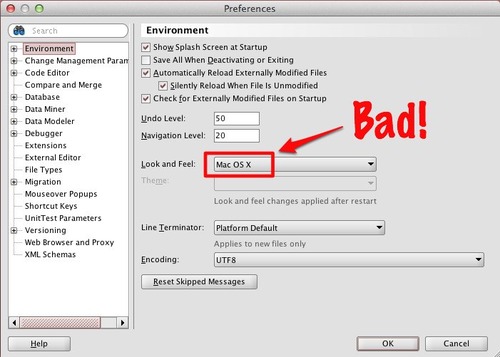 Preferences
Search
Environment
Change Management Param
Code Editor
Compare and Merge
Database
Data Miner
Data Modeler
Debugger
Extensions
External Editor
File Types
Migration
Mouseover Popups
Shortcut Keys
UnitTest Parameters
Versioning
Web Browser and Proxy
XML Schemas
Environment
Show Splash Screen at Startup
Save All When Deactivating or Exiting
Automatically Reload Externally Modified Files
Silently Reload When File Is Unmodified
Check for Externally Modified Files on Startup
Undo Level: 50
Navigation Level: 20
Bad!
Look and Feel: Mac OS X
Theme:
Look and feel changes applied after restart
Line Terminator: Platform Default
Applies to new files only
Encoding: UTF8
Reset Skipped Messages
Help
OK
Cancel